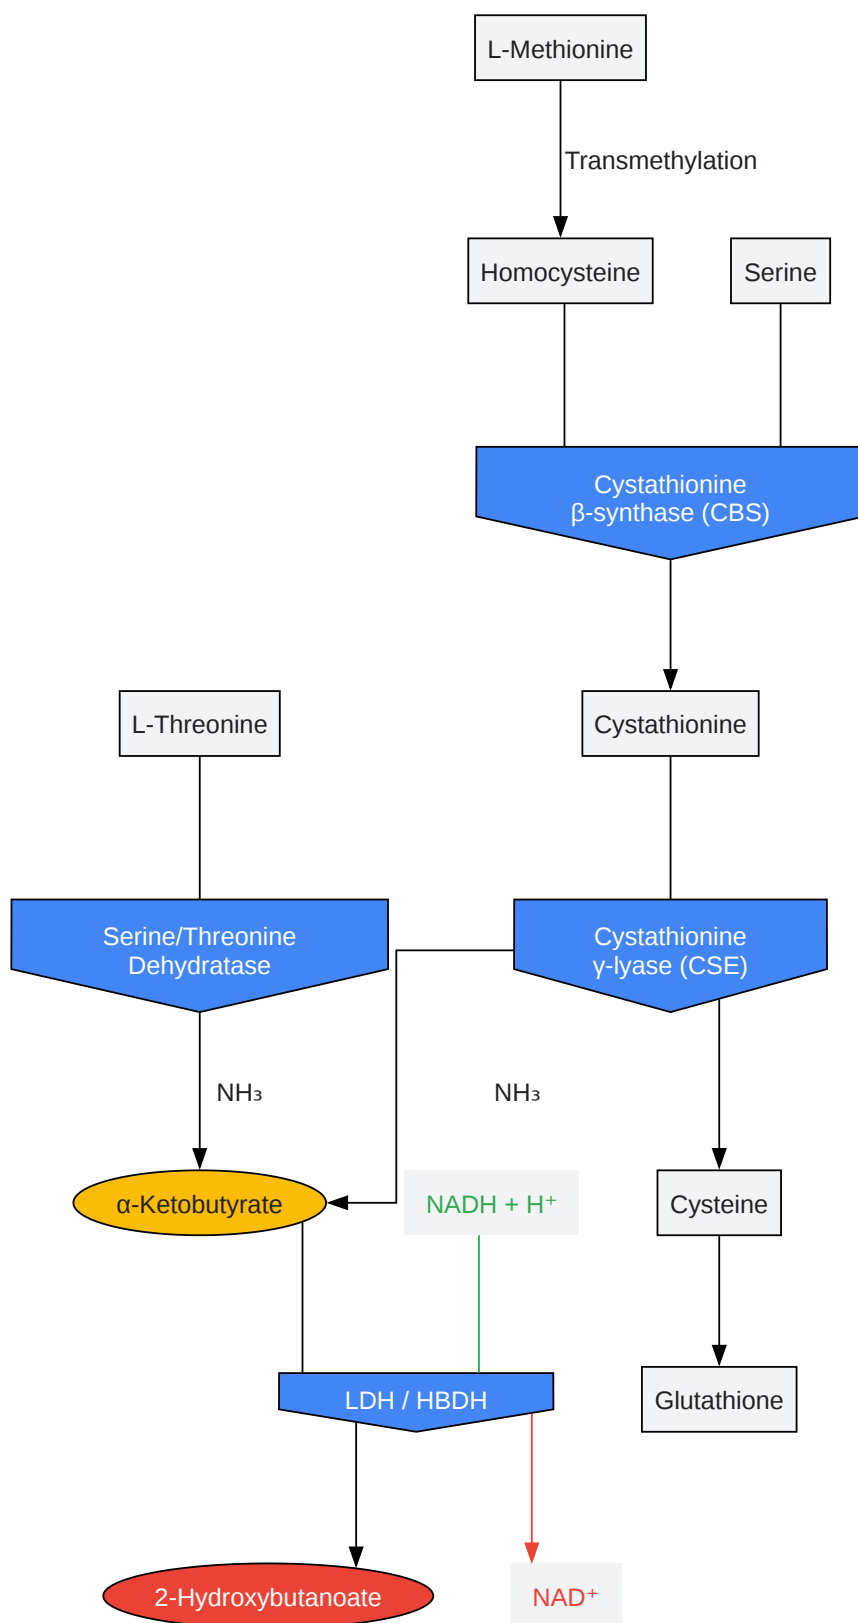 L-Methionine
Transmethylation
Homocysteine
Serine
Cystathionine
β-synthase (CBS)
L-Threonine
Cystathionine
Serine/Threonine
Dehydratase
Cystathionine
γ-lyase (CSE)
NH₃
NH₃
α-Ketobutyrate
NADH + H⁺
Cysteine
LDH / HBDH
Glutathione
2-Hydroxybutanoate
NAD⁺